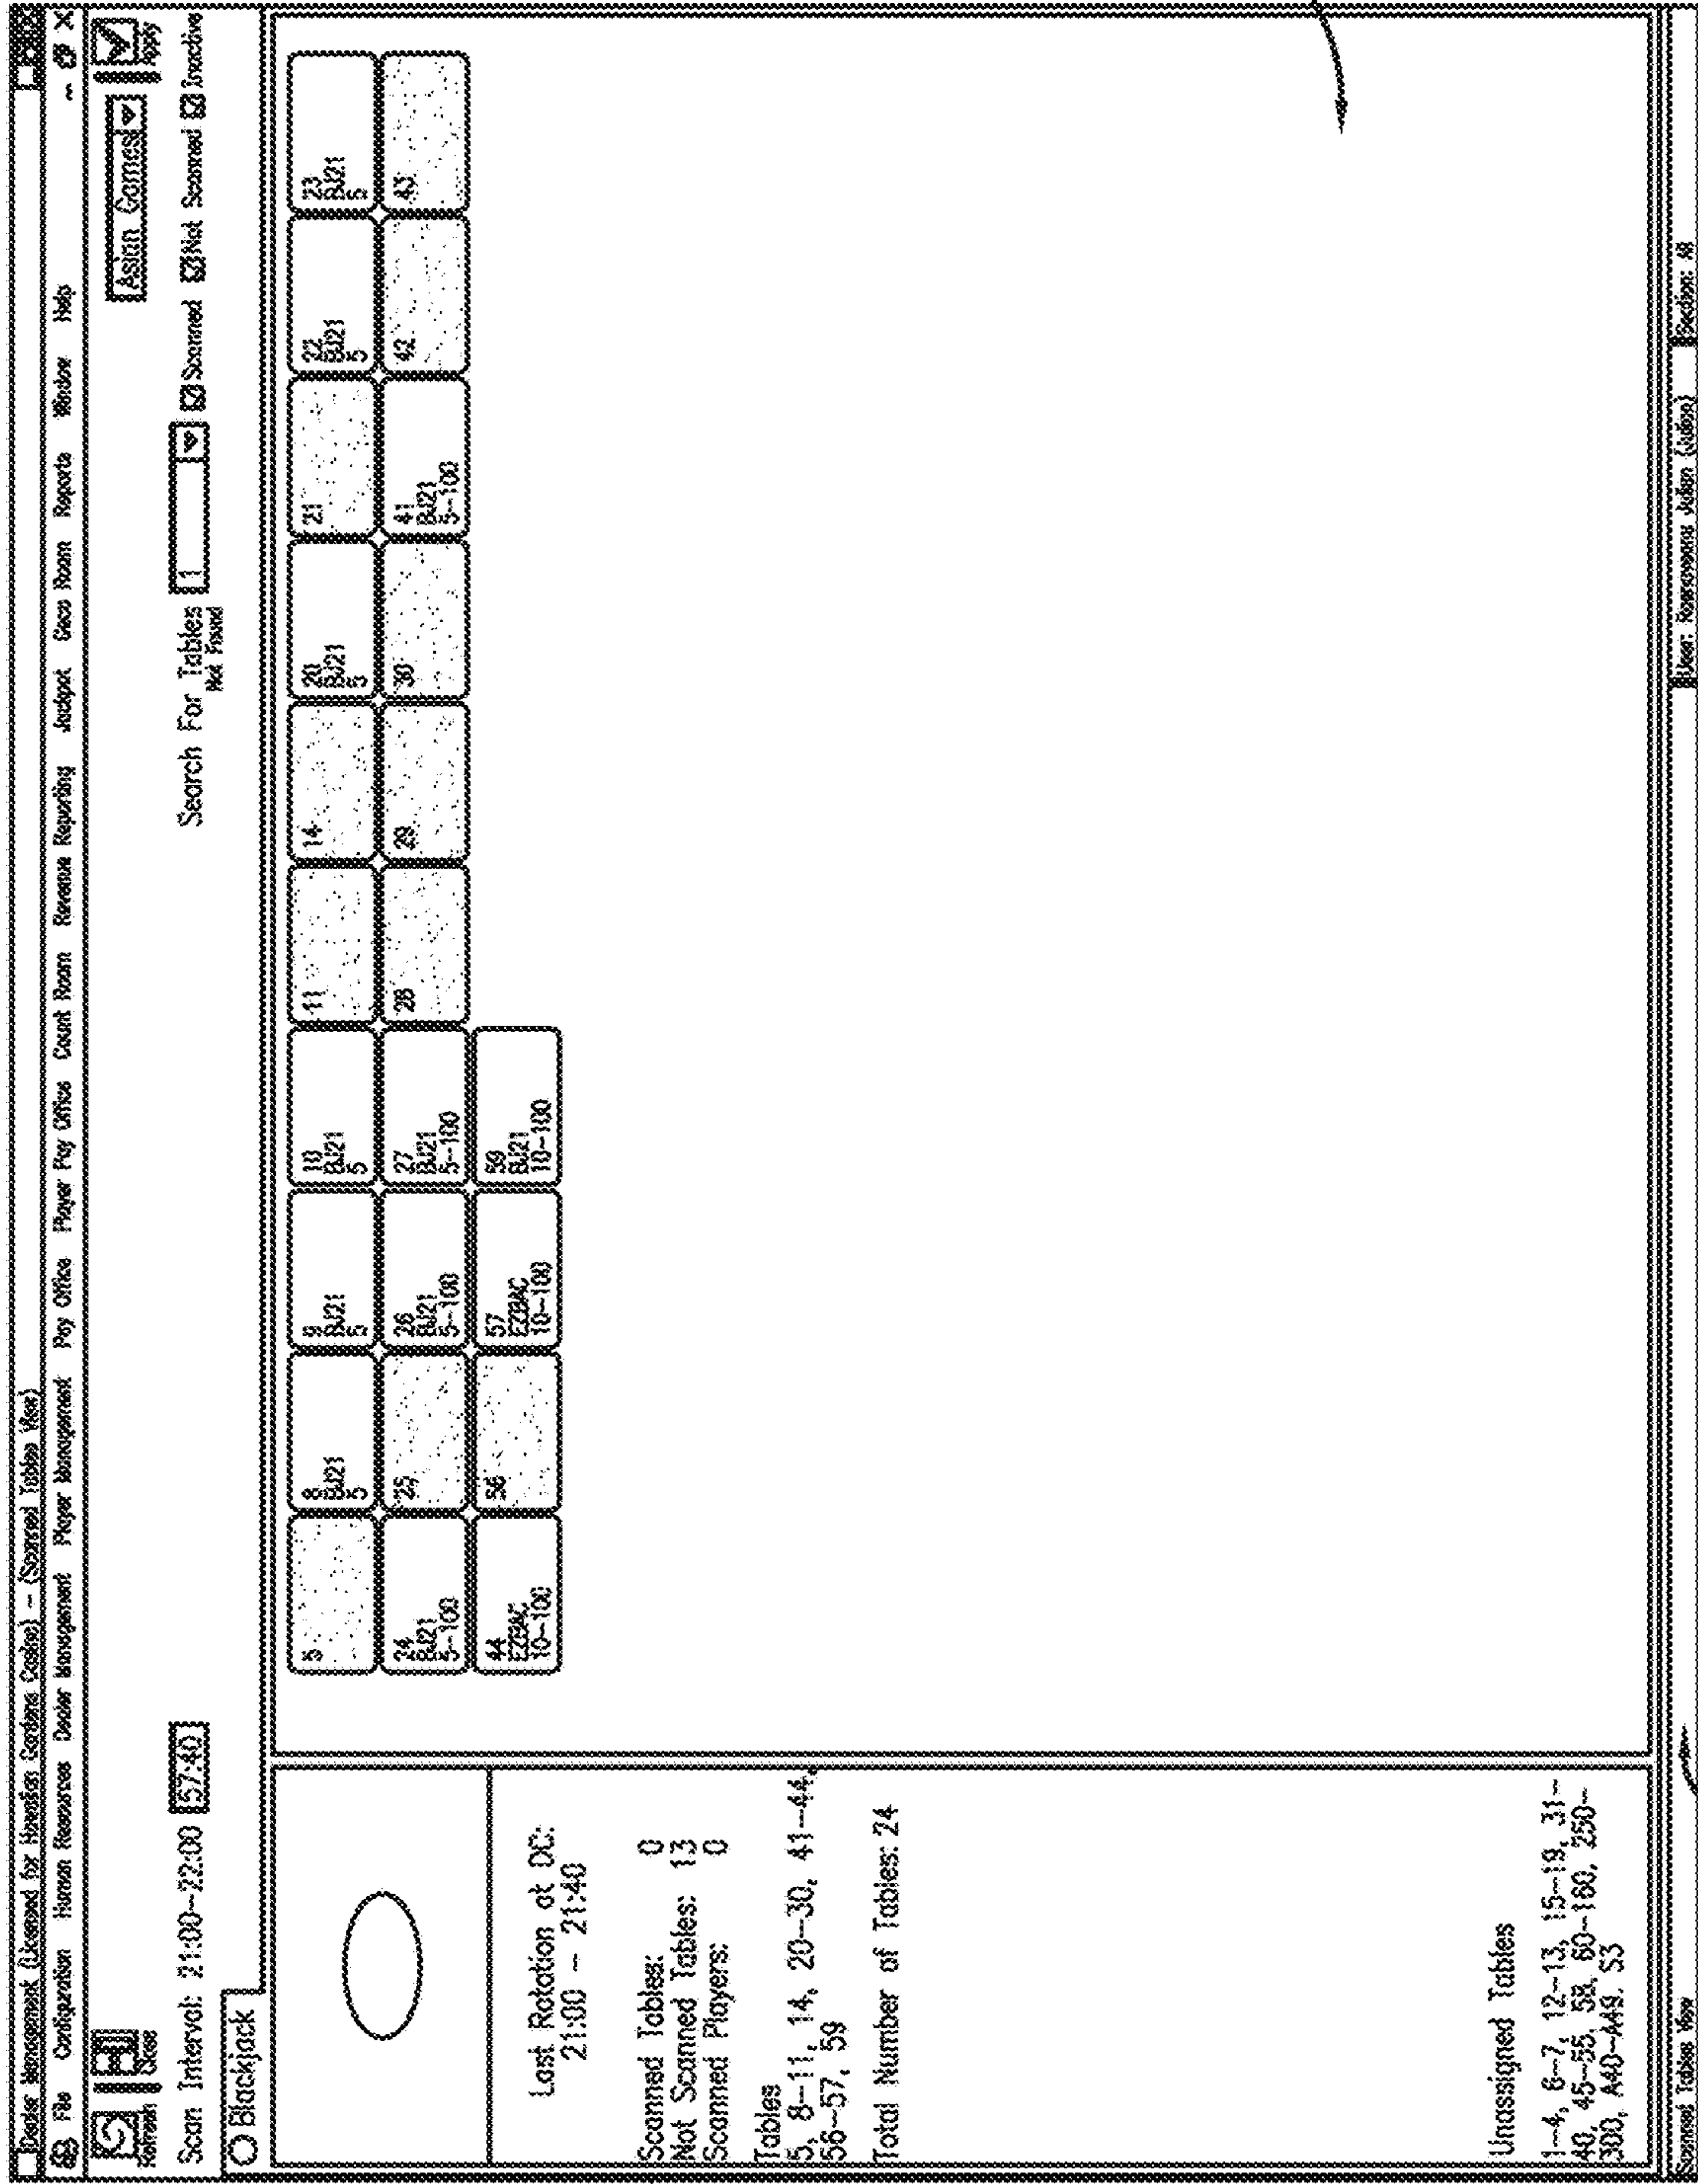 Dealer Management (Licensed for Hawaiian Gardens Casino) - (Scanned Tables View)
File Configuration Human Resources Dealer Management Player Management Pay Office Player Pay Office Count Room Revenue Reporting Jackpot Room Reports Window Help
Refresh Close
Asian Games Apply
Scan Interval: 21:00-22:00 57:40 Search For Tables 1 Scanned Not Scanned Inactive
Not Found
Blackjack
Last Rotation at DC:
21:00 - 21:40
Scanned Tables: 0
Not Scanned Tables: 13
Scanned Players: 0
Tables
5, 8-11, 14, 20-30, 41-44,
56-57, 59
Total Number of Tables: 24
Unassigned Tables
1-4, 6-7, 12-13, 15-19, 31-
40, 45-55, 58, 60-160, 250-
300, A40-A49, S3
5
8
BJ21
5
9
BJ21
5
10
BJ21
5
11
14
20
BJ21
5
21
22
BJ21
5
23
BJ21
5
24
BJ21
5-100
25
26
BJ21
5-100
27
BJ21
5-100
28
29
30
41
BJ21
5-100
42
43
44
EZBAC
10-100
56
57
EZBAC
10-100
59
BJ21
10-100
Scanned Tables View User: Julian (Julian) Section: All